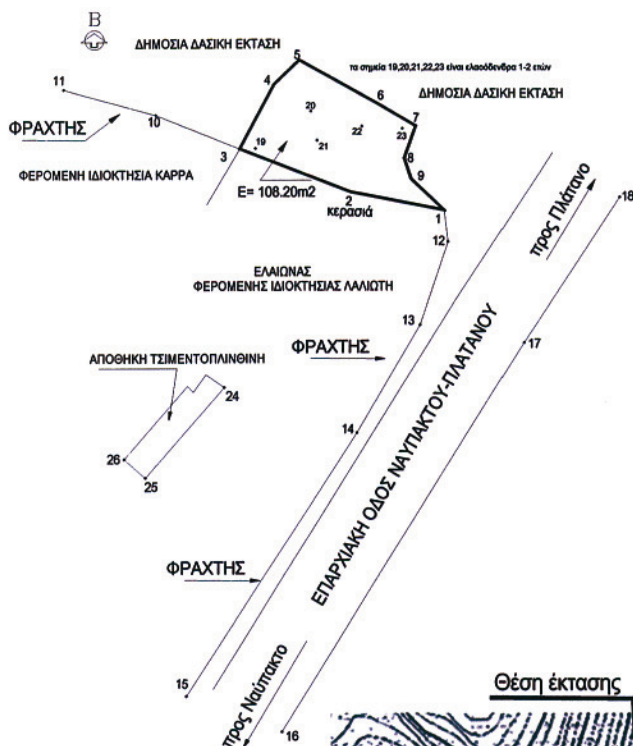 Β
ΔΗΜΟΣΙΑ ΔΑΣΙΚΗ ΕΚΤΑΣΗ
5
τα σημεία 19,20,21,22,23 είναι ελαιόδενδρα 1-2 ετών
11
4
6
ΔΗΜΟΣΙΑ ΔΑΣΙΚΗ ΕΚΤΑΣΗ
10
20
7
ΦΡΑΧΤΗΣ
22
23
3
19
21
8
ΦΕΡΟΜΕΝΗ ΙΔΙΟΚΤΗΣΙΑ ΚΑΡΡΑ
9
E= 108.20m2
2
κερασιά
1
18
προς Πλάτανο
12
ΕΛΑΙΩΝΑΣ
ΦΕΡΟΜΕΝΗΣ ΙΔΙΟΚΤΗΣΙΑΣ ΛΑΛΙΩΤΗ
13
ΦΡΑΧΤΗΣ
17
ΑΠΟΘΗΚΗ ΤΣΙΜΕΝΤΟΠΛΙΝΘΙΝΗ
24
ΕΠΑΡΧΙΑΚΗ ΟΔΟΣ ΝΑΥΠΑΚΤΟΥ-ΠΛΑΤΑΝΟΥ
14
26
25
ΦΡΑΧΤΗΣ
15
προς Ναύπακτο
Θέση έκτασης
16